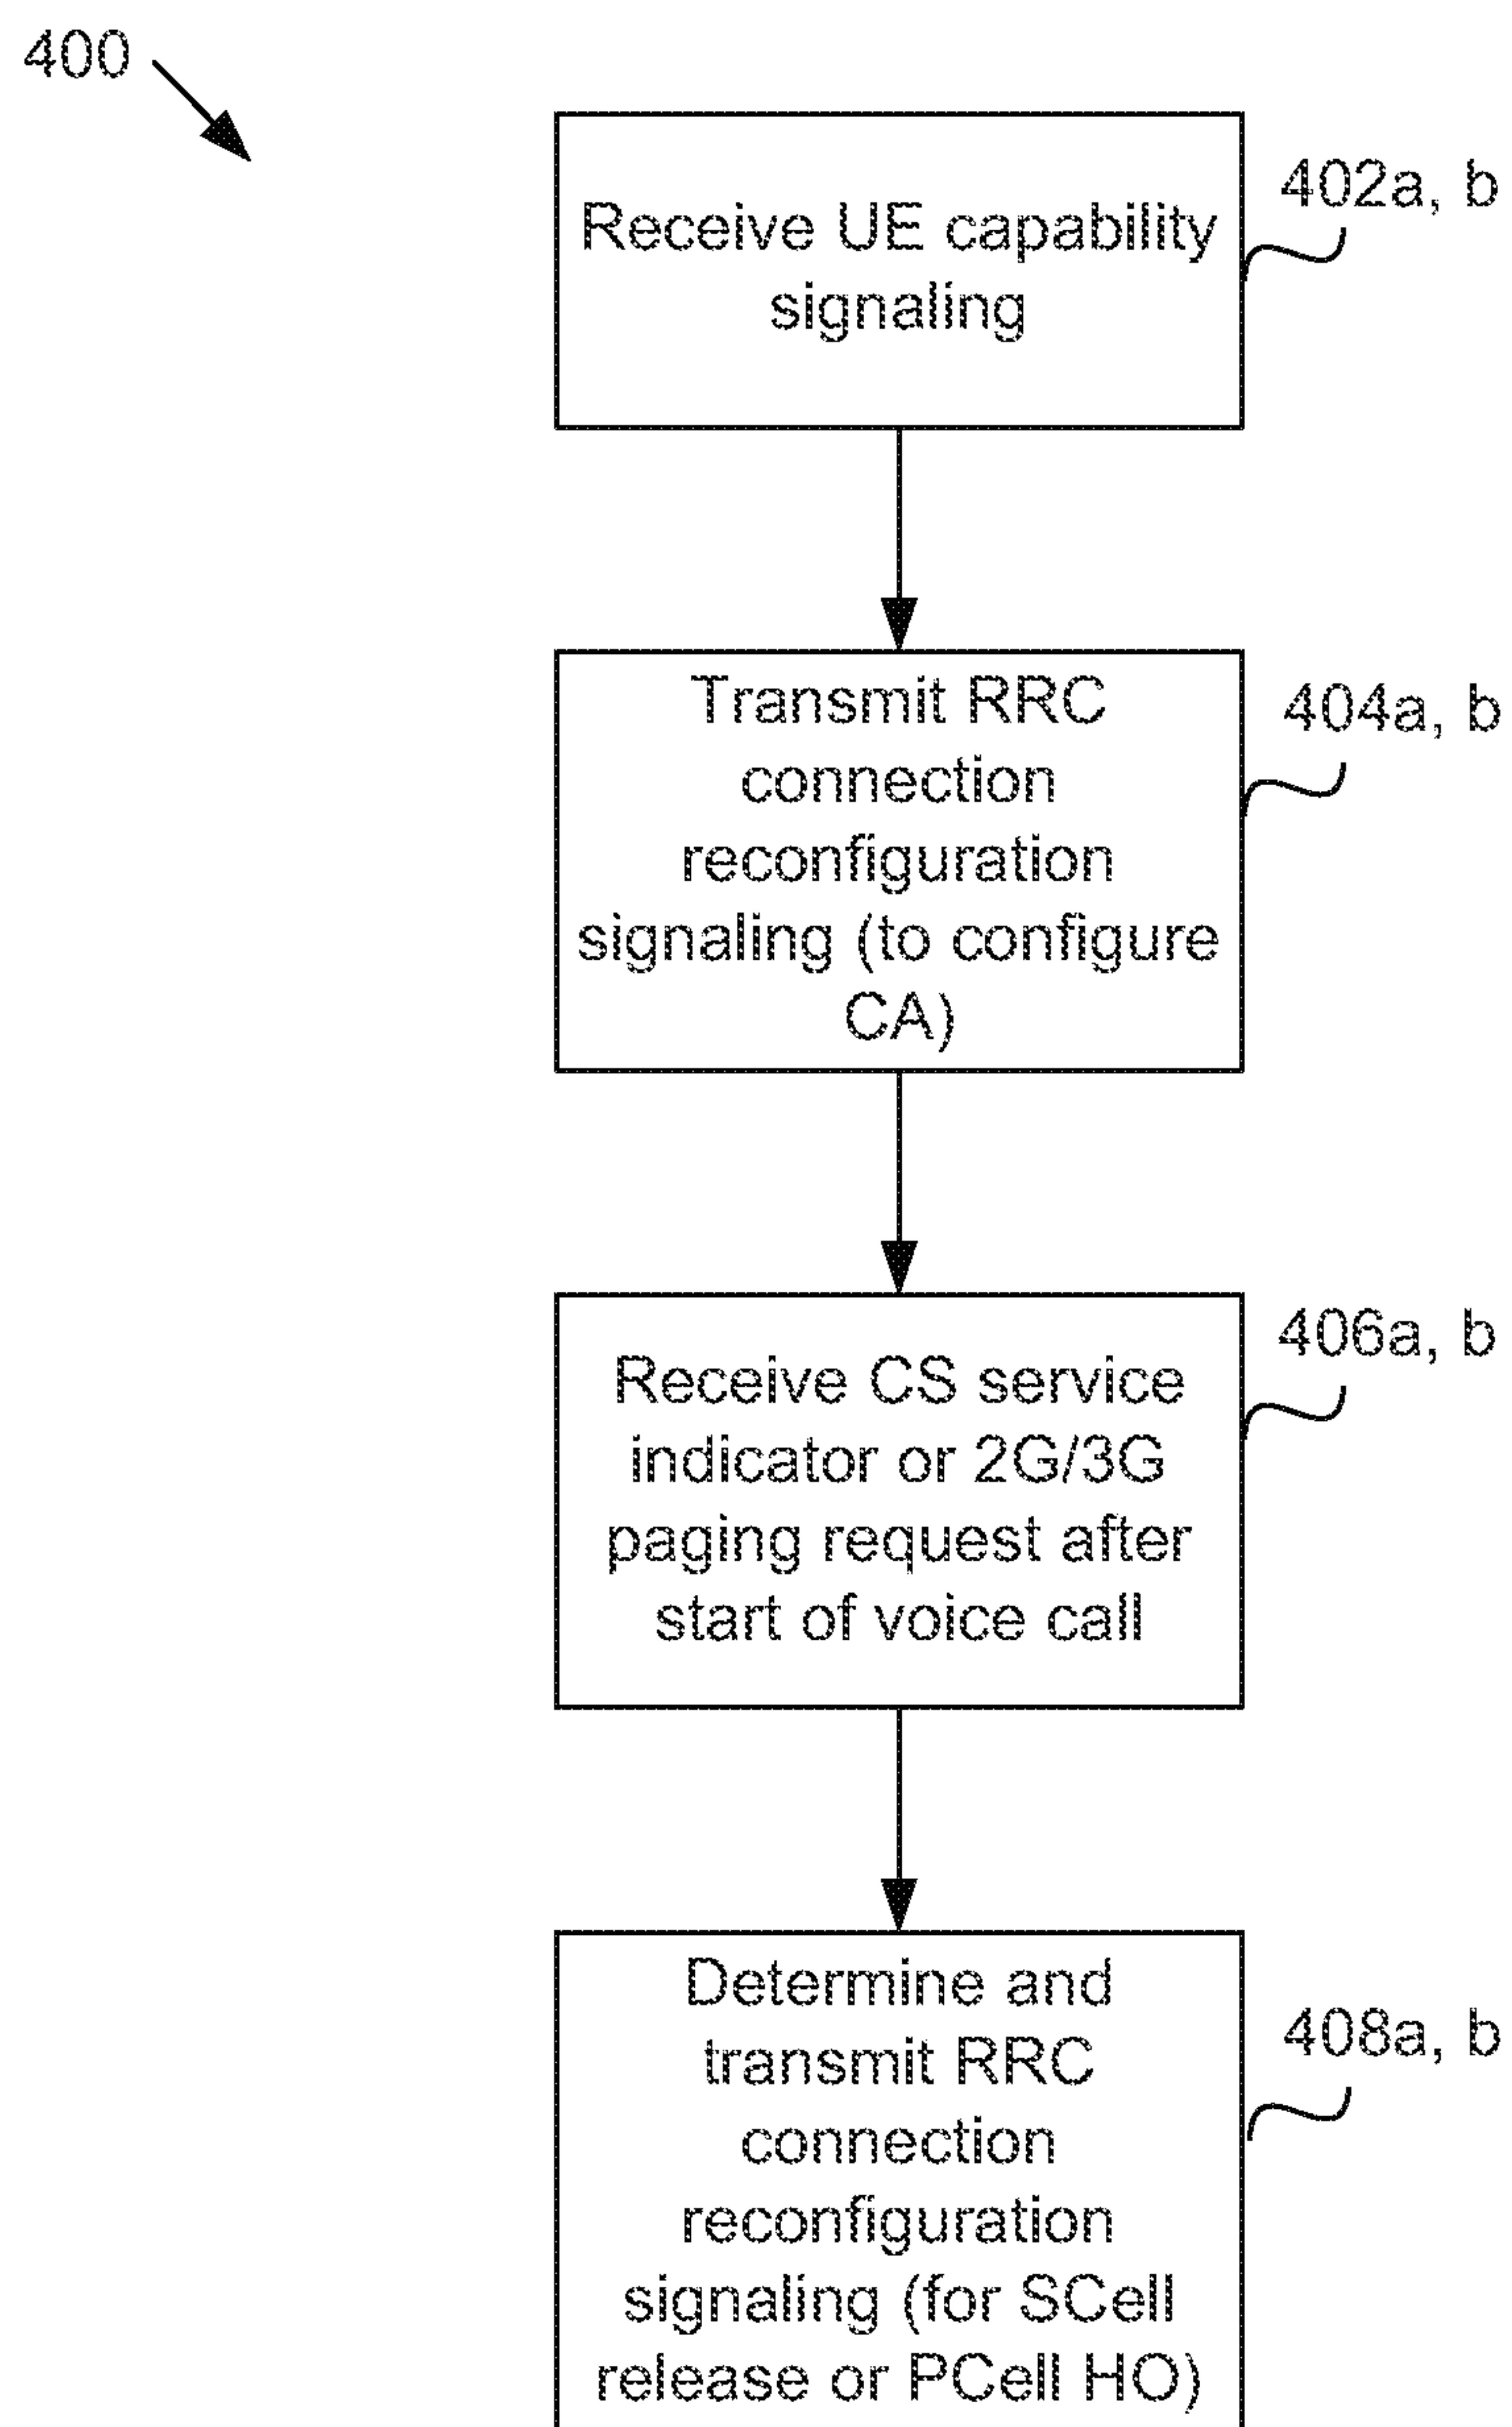 400
Receive UE capability
signaling
402a, b
Transmit RRC
connection
reconfiguration
signaling (to configure
CA)
404a, b
Receive CS service
indicator or 2G/3G
paging request after
start of voice call
406a, b
Determine and
transmit RRC
connection
reconfiguration
signaling (for SCell
release or PCell HO)
408a, b